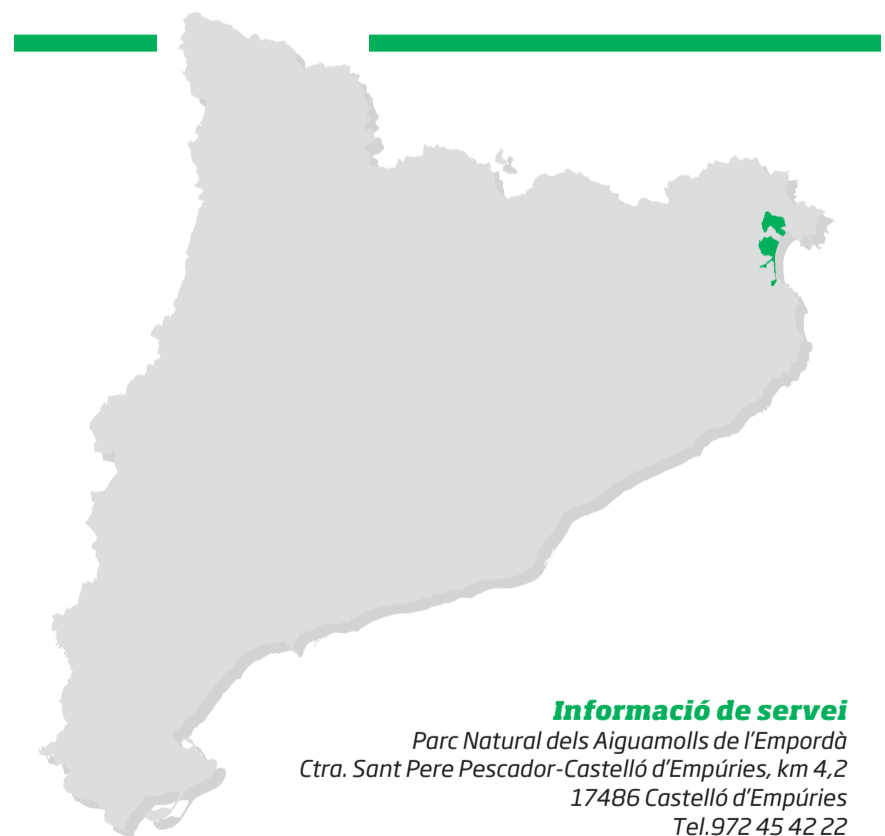 Informació de servei
Parc Natural dels Aiguamolls de l'Empordà
Ctra. Sant Pere Pescador-Castelló d'Empúries, km 4,2
17486 Castelló d'Empúries
Tel.972 45 42 22